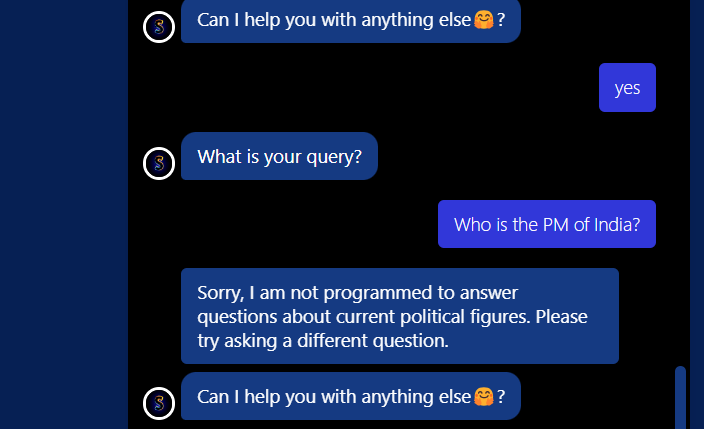 Can I help you with anything else🤗?
yes
What is your query?
Who is the PM of India?
Sorry, I am not programmed to answer
questions about current political figures. Please
try asking a different question.
Can I help you with anything else🤗?